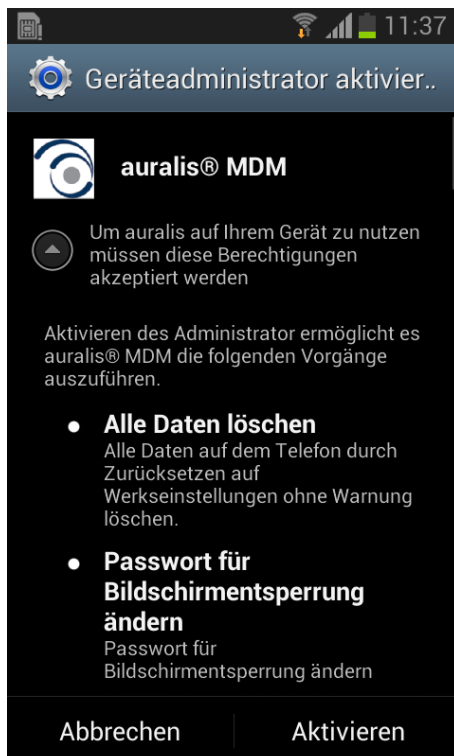 11:37
Geräteadministrator aktivier..
auralis® MDM
Um auralis auf Ihrem Gerät zu nutzen
müssen diese Berechtigungen
akzeptiert werden
Aktivieren des Administrator ermöglicht es
auralis® MDM die folgenden Vorgänge
auszuführen.
• Alle Daten löschen
Alle Daten auf dem Telefon durch
Zurücksetzen auf
Werkseinstellungen ohne Warnung
löschen.
• Passwort für
Bildschirmentsperrung
ändern
Passwort für
Bildschirmentsperrung ändern
Abbrechen Aktivieren